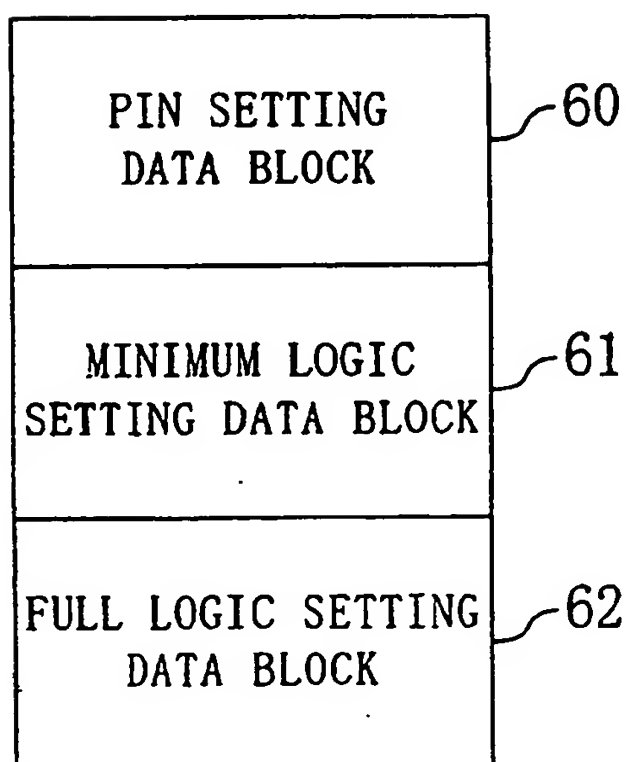 PIN SETTING
DATA BLOCK
60
MINIMUM LOGIC
SETTING DATA BLOCK
61
FULL LOGIC SETTING
DATA BLOCK
62